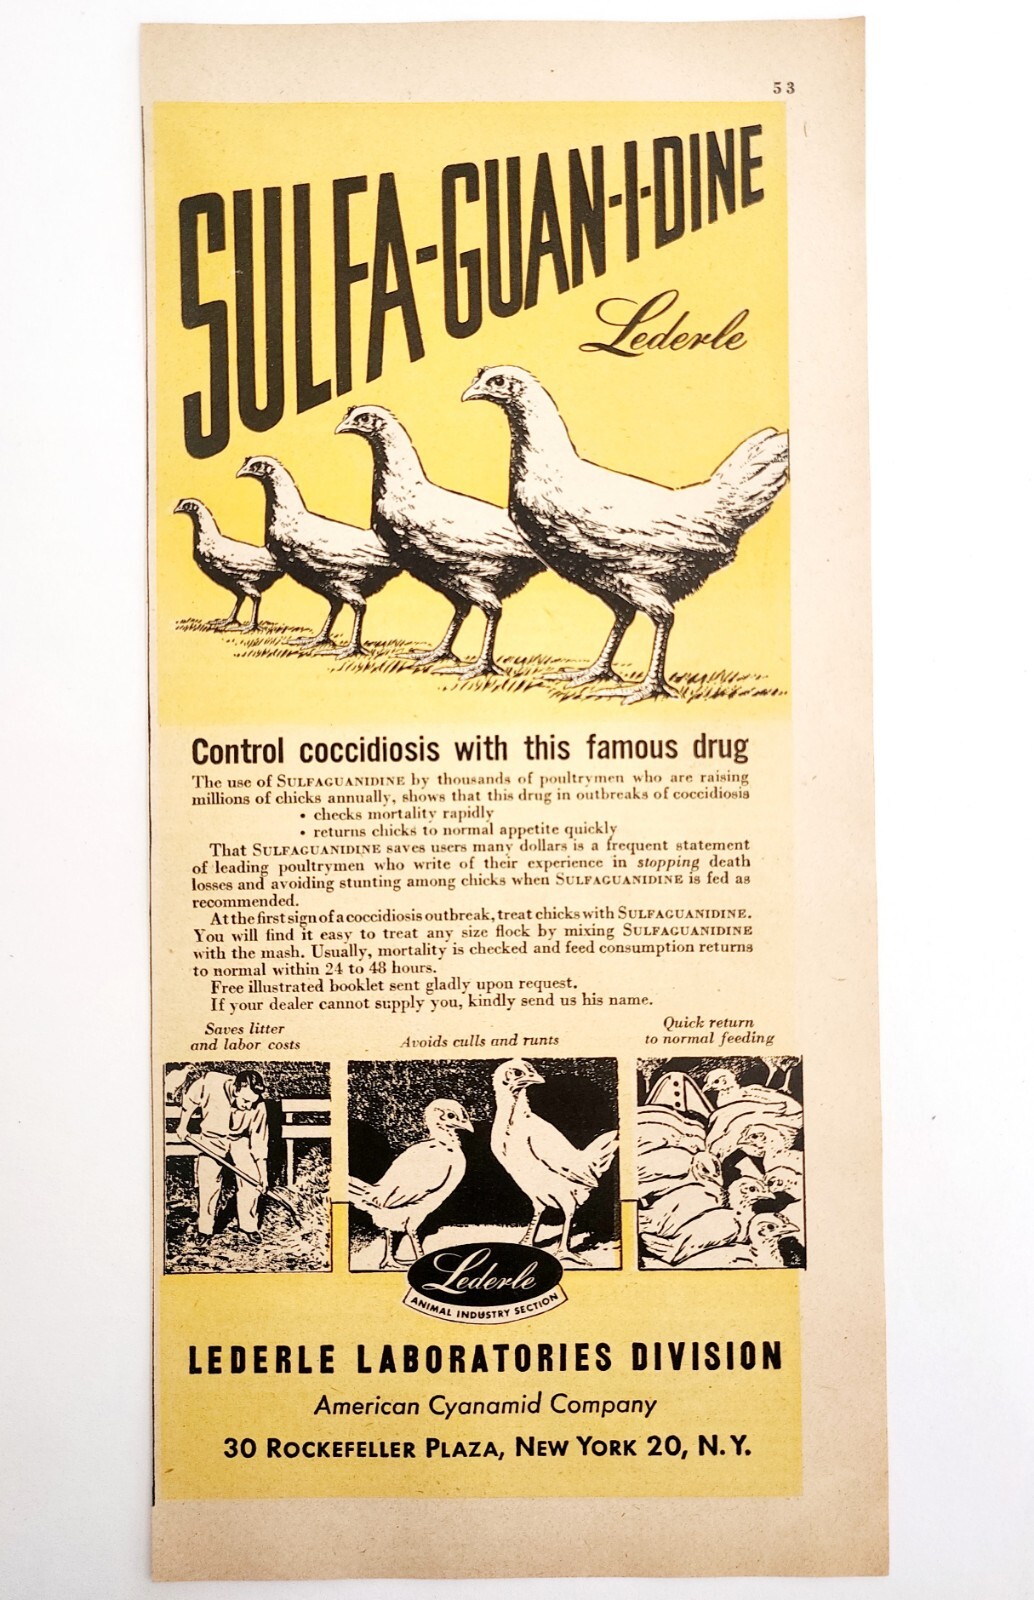 53
SULFA-GUAN-I-DINE
Lederle
Control coccidiosis with this famous drug
The use of SULFAGUANIDINE by thousands of poultrymen who are raising
millions of chicks annually, shows that this drug in outbreaks of coccidiosis
• checks mortality rapidly
• returns chicks to normal appetite quickly
That SULFAGUANIDINE saves users many dollars is a frequent statement
of leading poultrymen who write of their experience in stopping death
losses and avoiding stunting among chicks when SULFAGUANIDINE is fed as
recommended.
At the first sign of a coccidiosis outbreak, treat chicks with SULFAGUANIDINE.
You will find it easy to treat any size flock by mixing SULFAGUANIDINE
with the mash. Usually, mortality is checked and feed consumption returns
to normal within 24 to 48 hours.
Free illustrated booklet sent gladly upon request.
If your dealer cannot supply you, kindly send us his name.
Saves litter
and labor costs
Avoids culls and runts
Quick return
to normal feeding
Lederle
ANIMAL INDUSTRY SECTION
LEDERLE LABORATORIES DIVISION
American Cyanamid Company
30 ROCKEFELLER PLAZA, NEW YORK 20, N.Y.